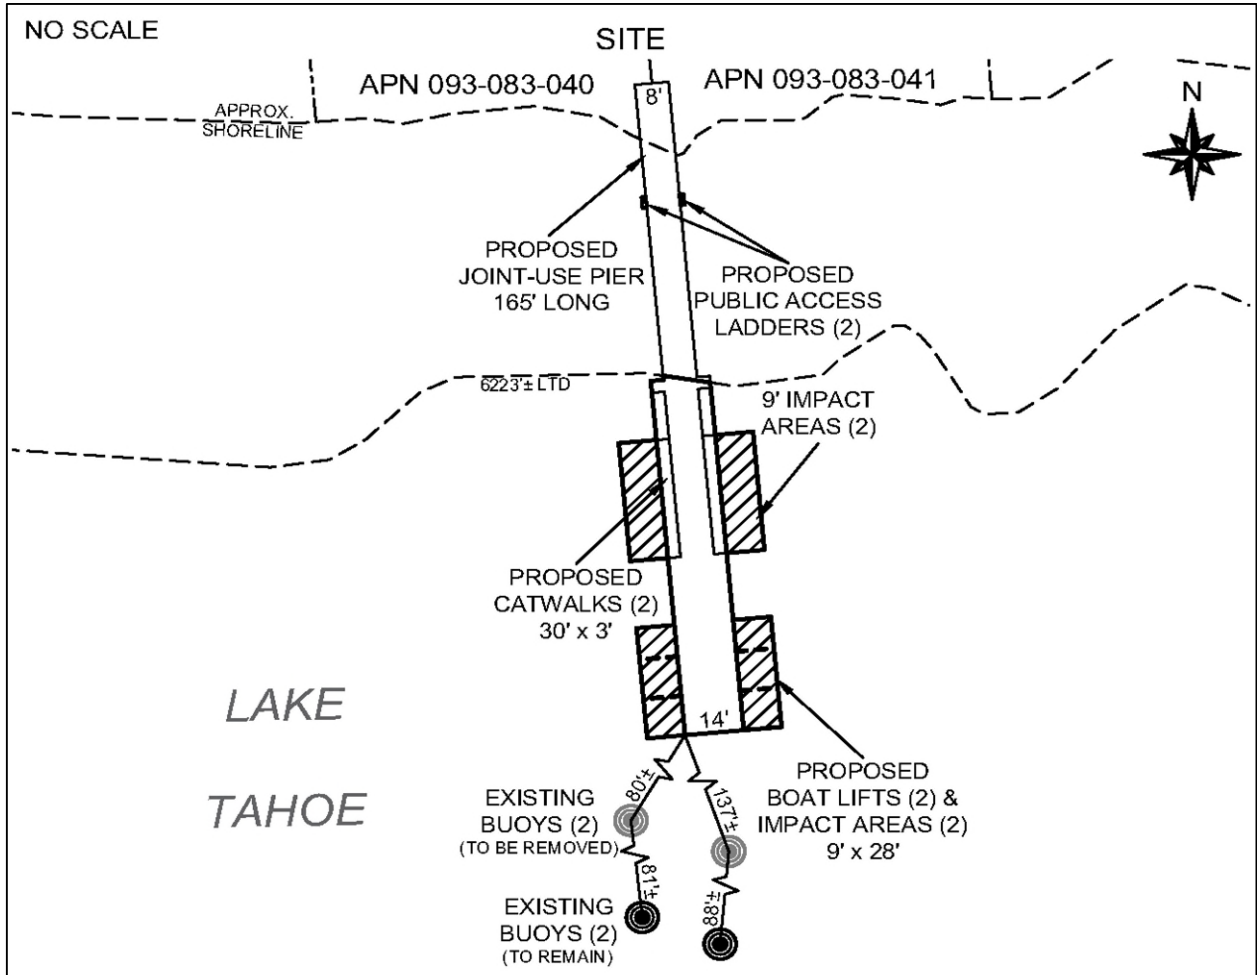 NO SCALE
SITE
APN 093-083-040
APN 093-083-041
8'
N
APPROX.
SHORELINE
PROPOSED
JOINT-USE PIER
165' LONG
PROPOSED
PUBLIC ACCESS
LADDERS (2)
6223'± LTD
9' IMPACT
AREAS (2)
PROPOSED
CATWALKS (2)
30' x 3'
LAKE
TAHOE
14'
PROPOSED
BOAT LIFTS (2) &
IMPACT AREAS (2)
9' x 28'
80'±
137'±
EXISTING
BUOYS (2)
(TO BE REMOVED)
81'±
88'±
EXISTING
BUOYS (2)
(TO REMAIN)